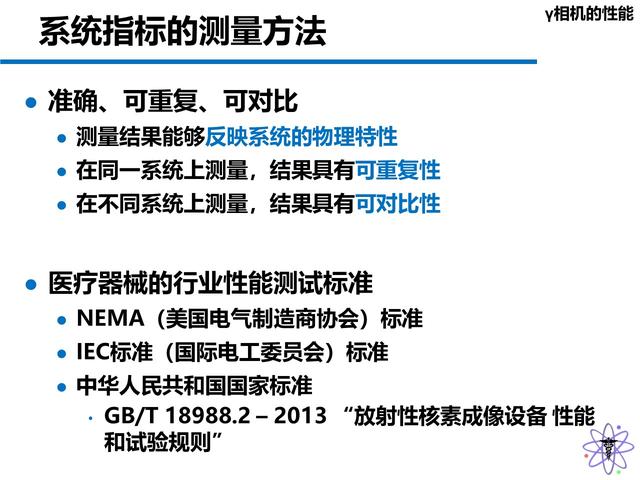 γ相机的性能
系统指标的测量方法
准确、可重复、可对比
测量结果能够反映系统的物理特性
在同一系统上测量，结果具有可重复性
在不同系统上测量，结果具有可对比性
医疗器械的行业性能测试标准
NEMA（美国电气制造商协会）标准
IEC标准（国际电工委员会）标准
中华人民共和国国家标准
GB/T 18988.2 – 2013 “放射性核素成像设备 性能
和试验规则”